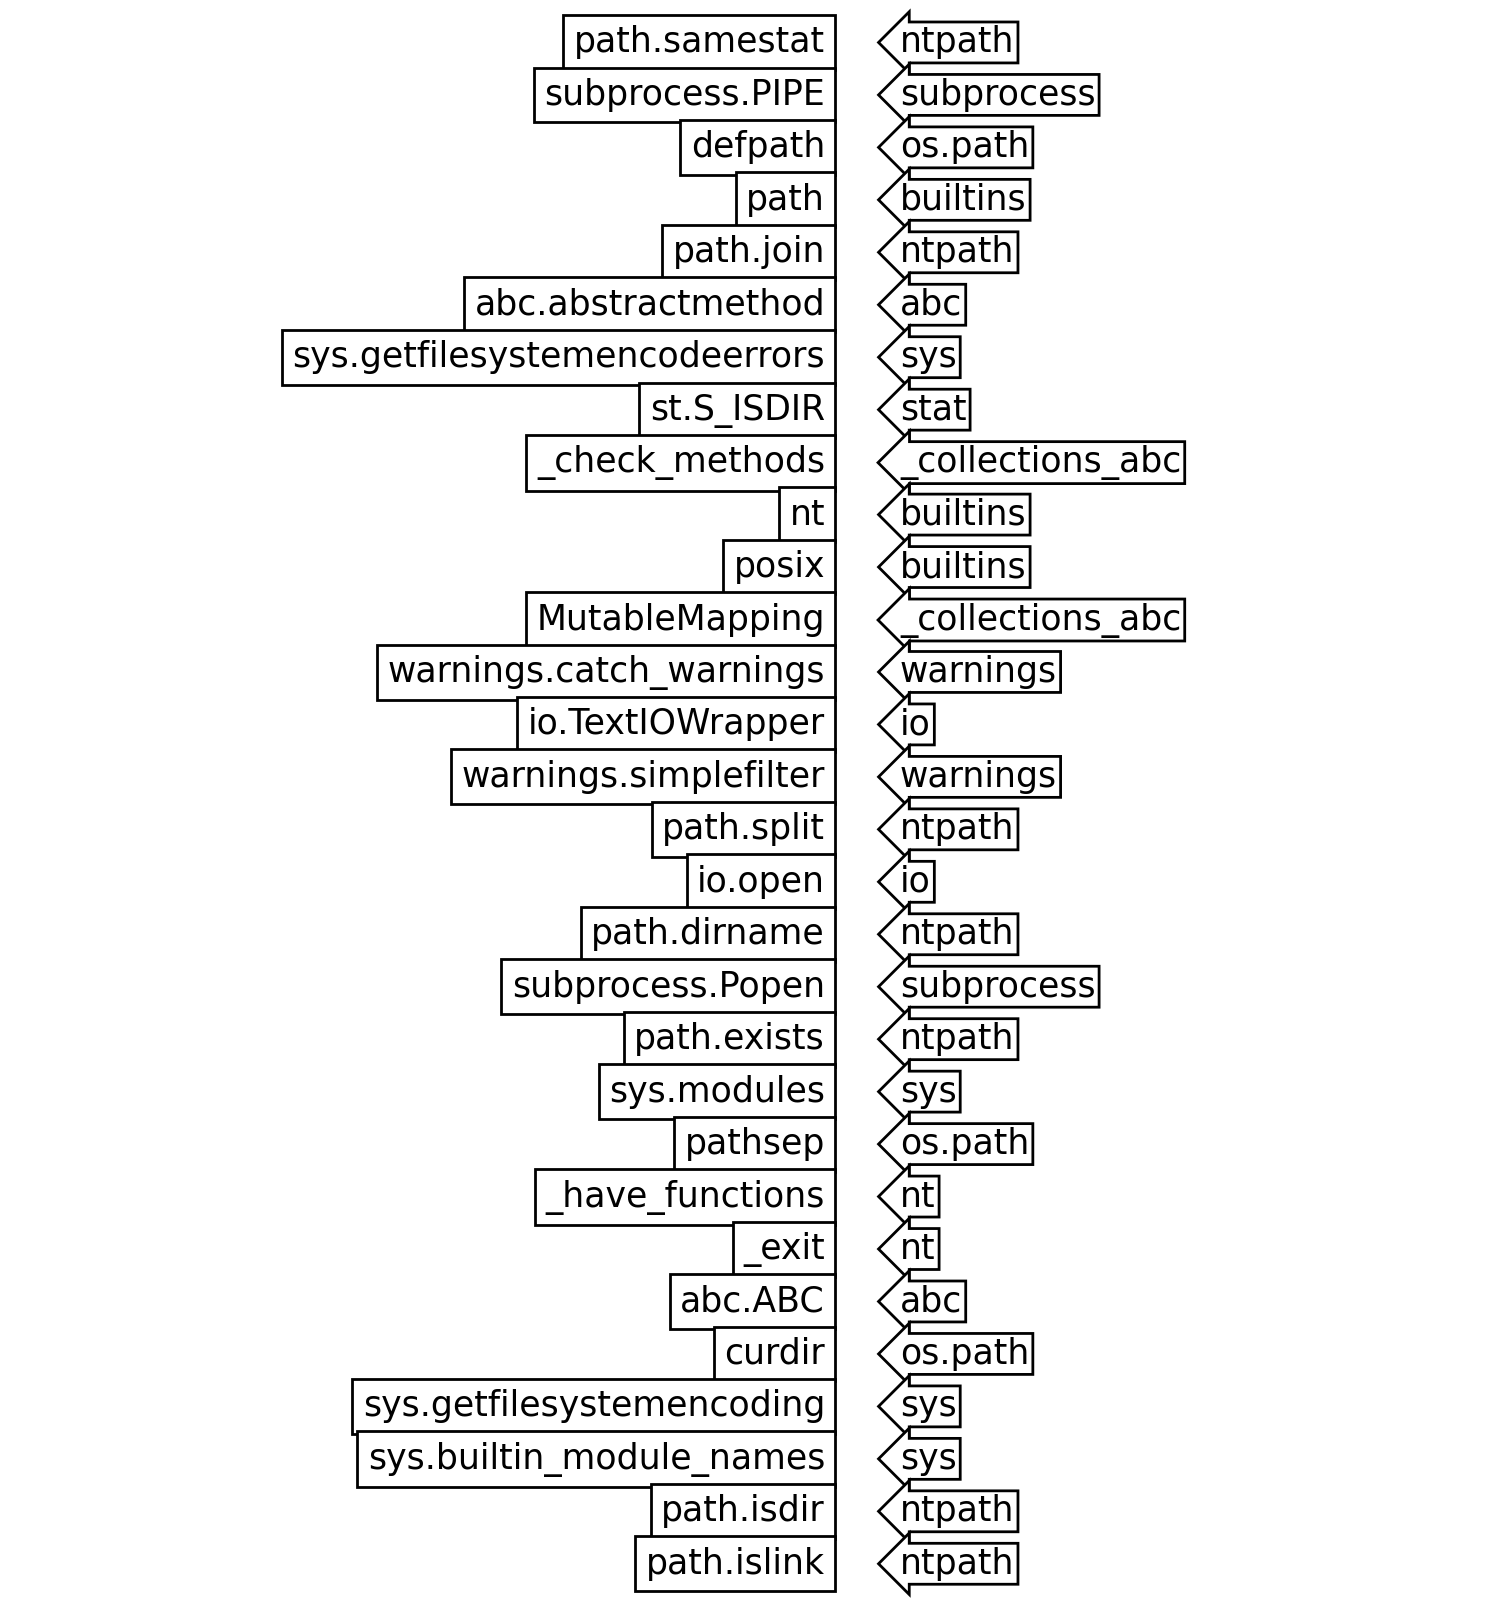 path.samestat ntpath
subprocess.PIPE subprocess
defpath os.path
path builtins
path.join ntpath
abc.abstractmethod abc
sys.getfilesystemencodeerrors sys
st.S_ISDIR stat
_check_methods _collections_abc
nt builtins
posix builtins
MutableMapping _collections_abc
warnings.catch_warnings warnings
io.TextIOWrapper io
warnings.simplefilter warnings
path.split ntpath
io.open io
path.dirname ntpath
subprocess.Popen subprocess
path.exists ntpath
sys.modules sys
pathsep os.path
_have_functions nt
_exit nt
abc.ABC abc
curdir os.path
sys.getfilesystemencoding sys
sys.builtin_module_names sys
path.isdir ntpath
path.islink ntpath